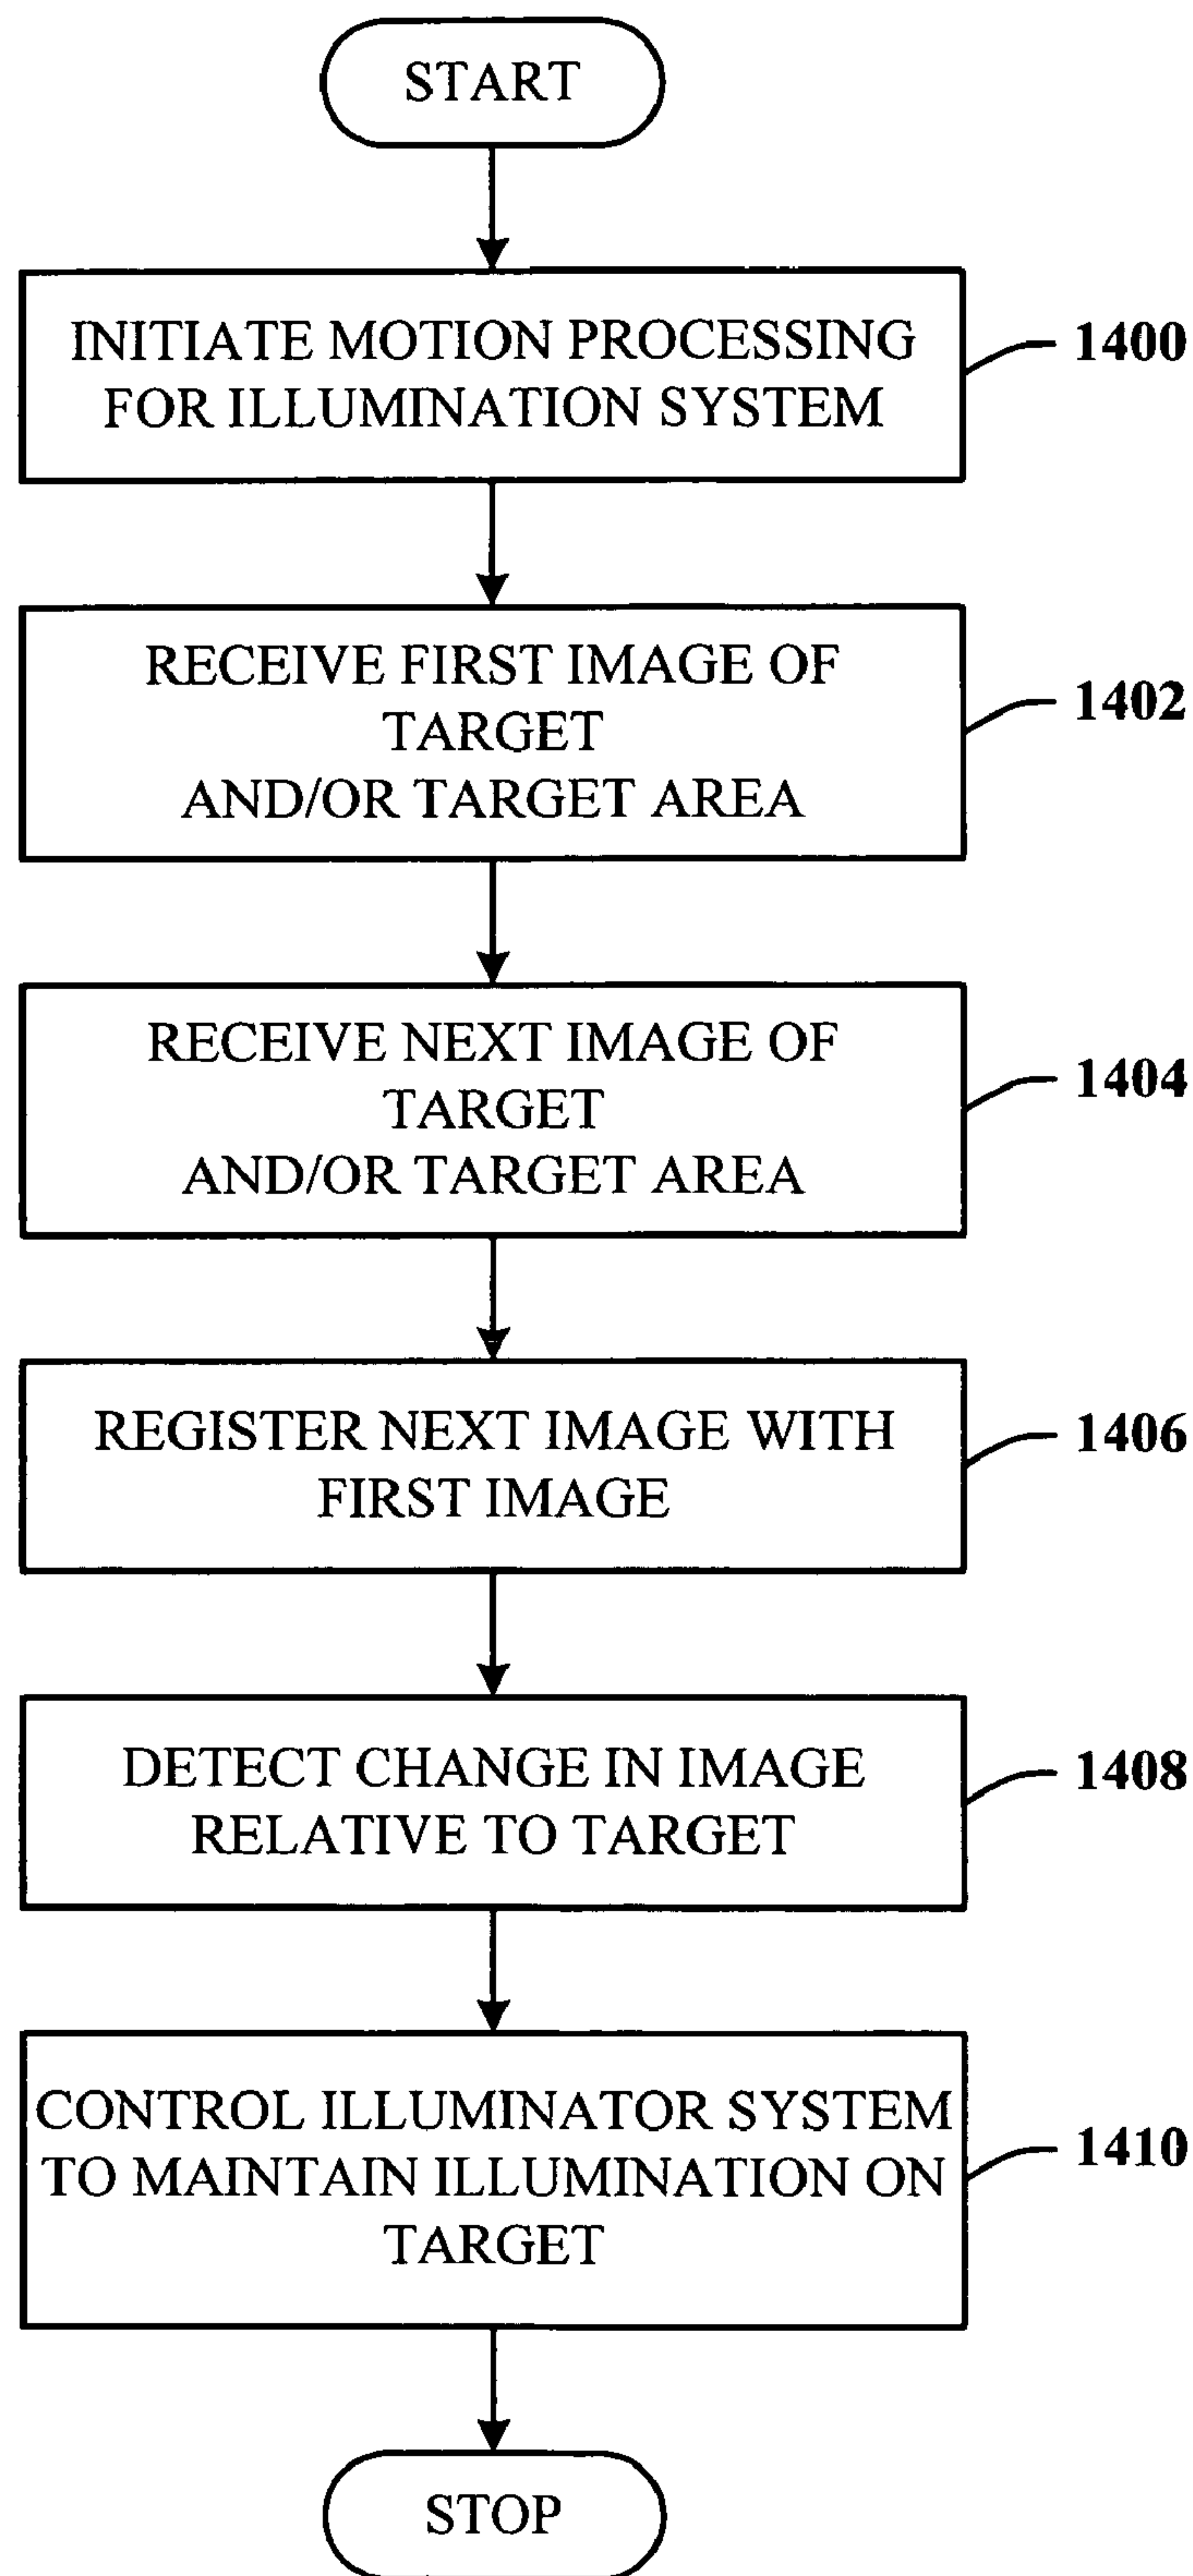 START
INITIATE MOTION PROCESSING
FOR ILLUMINATION SYSTEM
1400
RECEIVE FIRST IMAGE OF
TARGET
AND/OR TARGET AREA
1402
RECEIVE NEXT IMAGE OF
TARGET
AND/OR TARGET AREA
1404
REGISTER NEXT IMAGE WITH
FIRST IMAGE
1406
DETECT CHANGE IN IMAGE
RELATIVE TO TARGET
1408
CONTROL ILLUMINATOR SYSTEM
TO MAINTAIN ILLUMINATION ON
TARGET
1410
STOP